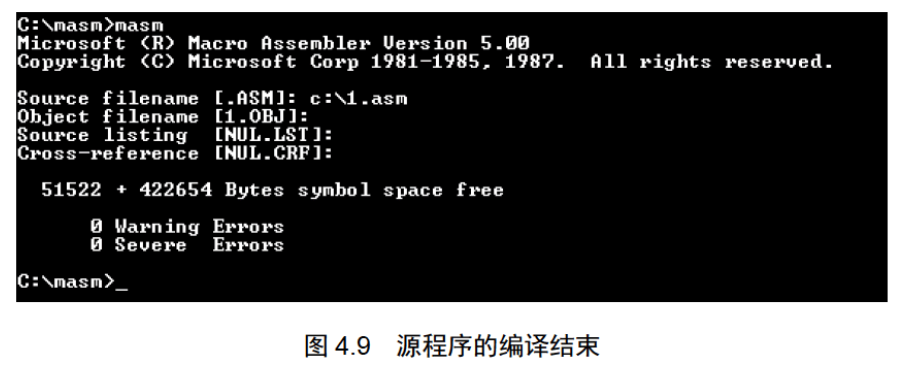 C:\masm>masm
Microsoft (R) Macro Assembler Version 5.00
Copyright (C) Microsoft Corp 1981-1985, 1987.  All rights reserved.
Source filename [.ASM]: c:\1.asm
Object filename [1.OBJ]:
Source listing  [NUL.LST]:
Cross-reference [NUL.CRF]:
51522 + 422654 Bytes symbol space free
0 Warning Errors
0 Severe  Errors
C:\masm>_
图 4.9 源程序的编译结束